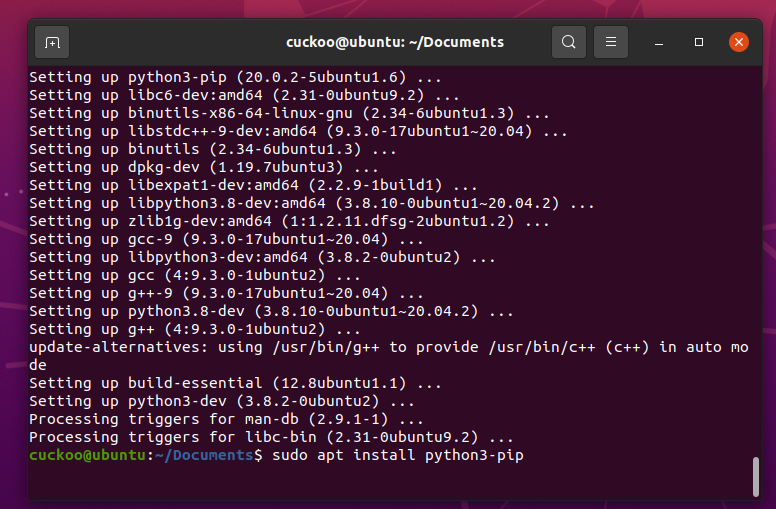 cuckoo@ubuntu: ~/Documents
Setting up python3-pip (20.0.2-5ubuntu1.6) ...
Setting up libc6-dev:amd64 (2.31-0ubuntu9.2) ...
Setting up binutils-x86-64-linux-gnu (2.34-6ubuntu1.3) ...
Setting up libstdc++-9-dev:amd64 (9.3.0-17ubuntu1~20.04) ...
Setting up binutils (2.34-6ubuntu1.3) ...
Setting up dpkg-dev (1.19.7ubuntu3) ...
Setting up libexpat1-dev:amd64 (2.2.9-1build1) ...
Setting up libpython3.8-dev:amd64 (3.8.10-0ubuntu1~20.04.2) ...
Setting up zlib1g-dev:amd64 (1:1.2.11.dfsg-2ubuntu1.2) ...
Setting up gcc-9 (9.3.0-17ubuntu1~20.04) ...
Setting up libpython3-dev:amd64 (3.8.2-0ubuntu2) ...
Setting up gcc (4:9.3.0-1ubuntu2) ...
Setting up g++-9 (9.3.0-17ubuntu1~20.04) ...
Setting up python3.8-dev (3.8.10-0ubuntu1~20.04.2) ...
Setting up g++ (4:9.3.0-1ubuntu2) ...
update-alternatives: using /usr/bin/g++ to provide /usr/bin/c++ (c++) in auto mo
de
Setting up build-essential (12.8ubuntu1.1) ...
Setting up python3-dev (3.8.2-0ubuntu2) ...
Processing triggers for man-db (2.9.1-1) ...
Processing triggers for libc-bin (2.31-0ubuntu9.2) ...
cuckoo@ubuntu:~/Documents$ sudo apt install python3-pip